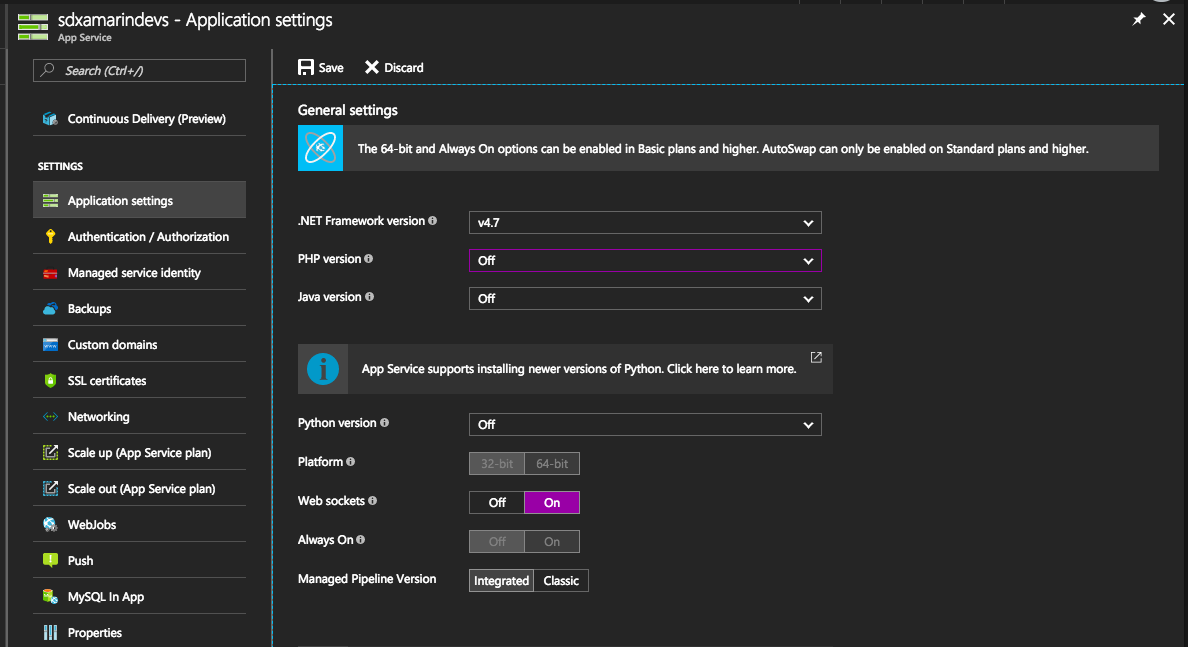 sdxamarindevs - Application settings
App Service
Search (Ctrl+/)
Continuous Delivery (Preview)
SETTINGS
Application settings
Authentication / Authorization
Managed service identity
Backups
Custom domains
SSL certificates
Networking
Scale up (App Service plan)
Scale out (App Service plan)
WebJobs
Push
MySQL In App
Properties
Save Discard
General settings
The 64-bit and Always On options can be enabled in Basic plans and higher. AutoSwap can only be enabled on Standard plans and higher.
.NET Framework version v4.7
PHP version Off
Java version Off
App Service supports installing newer versions of Python. Click here to learn more.
Python version Off
Platform 32-bit 64-bit
Web sockets Off On
Always On Off On
Managed Pipeline Version Integrated Classic